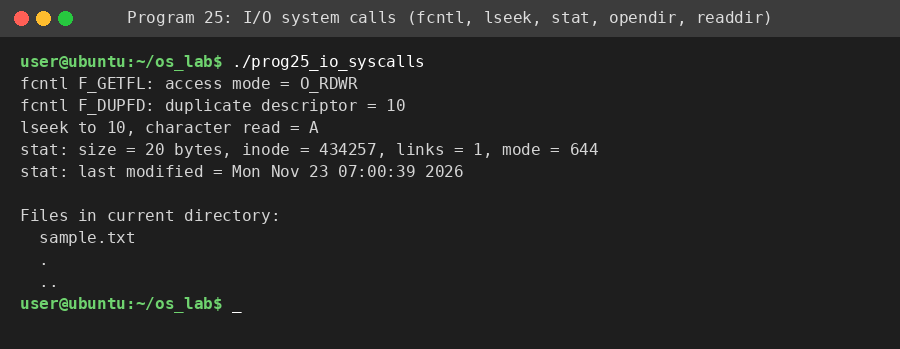 Program 25: I/O system calls (fcntl, lseek, stat, opendir, readdir)
user@ubuntu:~/os_lab$ ./prog25_io_syscalls
fcntl F_GETFL: access mode = O_RDWR
fcntl F_DUPFD: duplicate descriptor = 10
lseek to 10, character read = A
stat: size = 20 bytes, inode = 434257, links = 1, mode = 644
stat: last modified = Mon Nov 23 07:00:39 2026
Files in current directory:
  sample.txt
  .
  ..
user@ubuntu:~/os_lab$ _